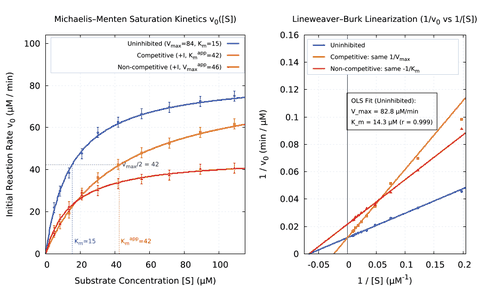 Michaelis–Menten Saturation Kinetics v₀([S])
Initial Reaction Rate v₀ (μM / min)
100
80
60
40
20
0
Uninhibited (Vmax=84, Km=15)
Competitive (+I, Kmapp=42)
Non-competitive (+I, Vmaxapp=46)
Vmax/2 = 42
Km=15
Kmapp=42
0 20 40 60 80 100
Substrate Concentration [S] (μM)
Lineweaver–Burk Linearization (1/v₀ vs 1/[S])
1 / v₀ (min / μM)
0.16
0.14
0.12
0.1
0.08
0.06
0.04
0.02
0
Uninhibited
Competitive: same 1/Vmax
Non-competitive: same -1/Km
OLS Fit (Uninhibited):
V_max = 82.8 μM/min
K_m = 14.3 μM (r = 0.999)
-0.05 0 0.05 0.1 0.15 0.2
1 / [S] (μM⁻¹)